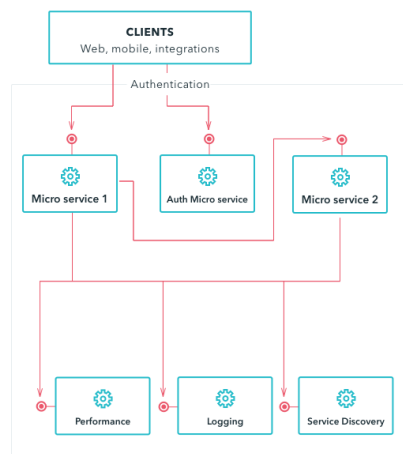 CLIENTS
Web, mobile, integrations
Authentication
Micro service 1
Auth Micro service
Micro service 2
Performance
Logging
Service Discovery